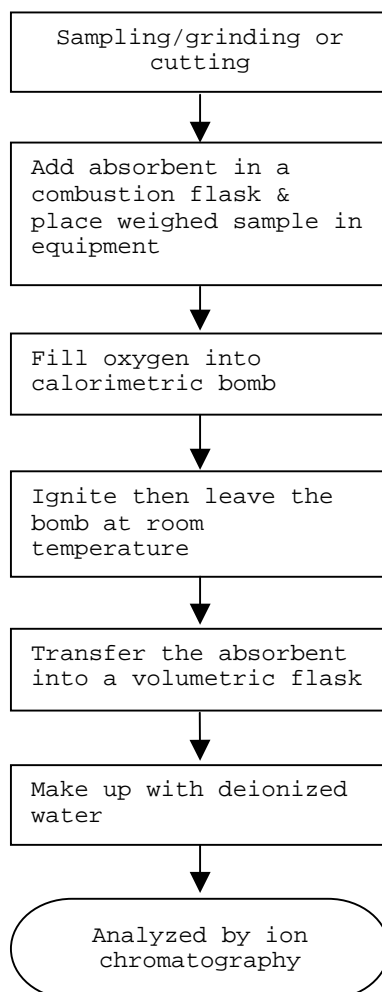 Sampling/grinding or
cutting
Add absorbent in a
combustion flask &
place weighed sample in
equipment
Fill oxygen into
calorimetric bomb
Ignite then leave the
bomb at room
temperature
Transfer the absorbent
into a volumetric flask
Make up with deionized
water
Analyzed by ion
chromatography